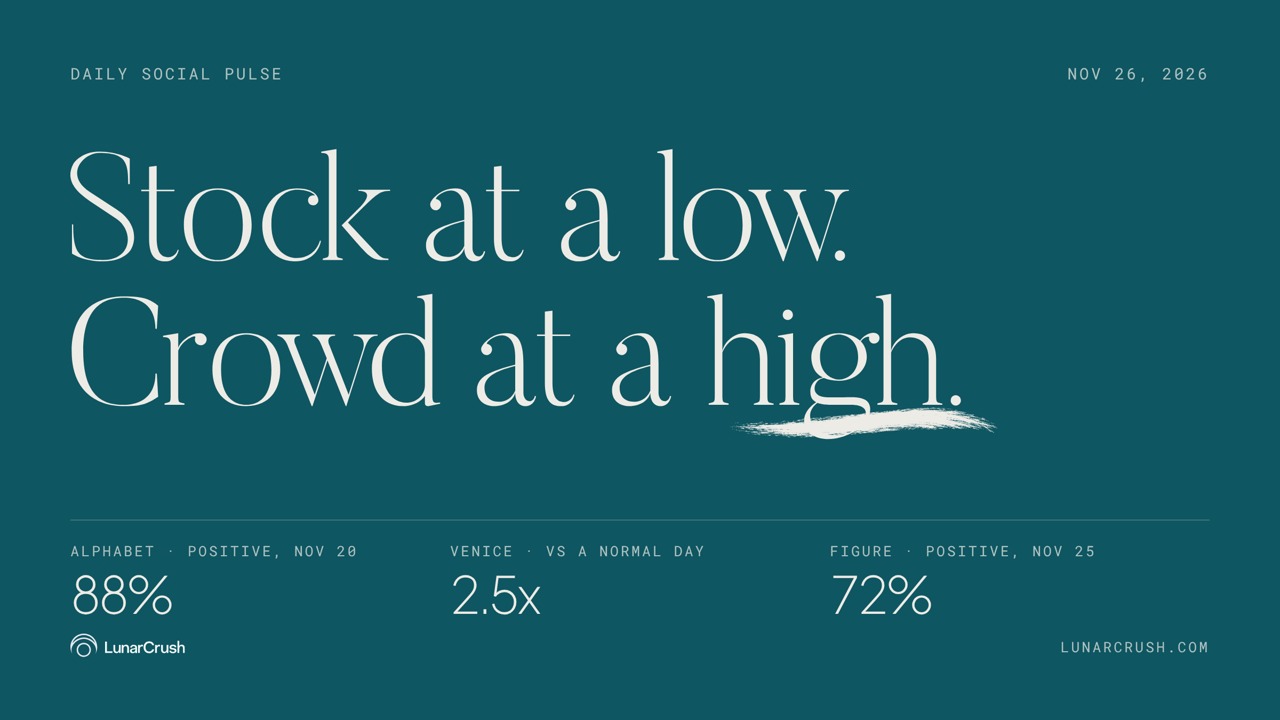 DAILY SOCIAL PULSE
NOV 26, 2026
Stock at a low.
Crowd at a high.
ALPHABET · POSITIVE, NOV 20
88%
VENICE · VS A NORMAL DAY
2.5x
FIGURE · POSITIVE, NOV 25
72%
LunarCrush
LUNARCRUSH.COM